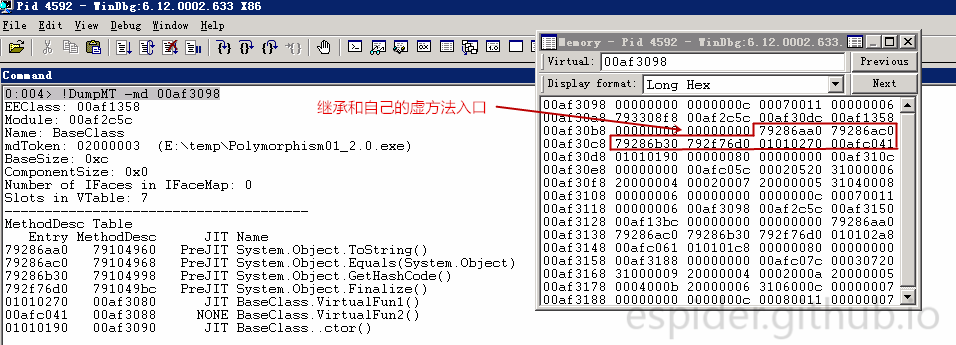 Pid 4592 - WinDbg:6.12.0002.633 X86
File Edit View Debug Window Help
Command
0:004> !DumpMT -md 00af3098
EEClass: 00af1358
Module: 00af2c5c
Name: BaseClass
mdToken: 02000003 (E:\temp\Polymorphism01_2.0.exe)
BaseSize: 0xc
ComponentSize: 0x0
Number of IFaces in IFaceMap: 0
Slots in VTable: 7
--------------------------------------
MethodDesc Table
Entry MethodDesc JIT Name
79286aa0 79104960 PreJIT System.Object.ToString()
79286ac0 79104968 PreJIT System.Object.Equals(System.Object)
79286b30 79104998 PreJIT System.Object.GetHashCode()
792f76d0 791049bc PreJIT System.Object.Finalize()
01010270 00af3080 JIT BaseClass.VirtualFun1()
00afc041 00af3088 NONE BaseClass.VirtualFun2()
01010190 00af3090 JIT BaseClass..ctor()
继承和自己的虚方法入口
Memory - Pid 4592 - WinDbg:6.12.0002.633
Virtual: 00af3098 Previous
Display format: Long Hex Next
00af3098 00000000 0000000c 00070011 00000006
00af30a8 793308f8 00af2c5c 00af30dc 00af1358
00af30b8 00000000 00000000 79286aa0 79286ac0
00af30c8 79286b30 792f76d0 01010270 00afc041
00af30d8 01010190 00000080 00000000 00af310c
00af30e8 00000000 00afc05c 00020520 31000006
00af30f8 20000004 00020007 20000005 31040008
00af3108 00000006 00000000 0000000c 00070011
00af3118 00000006 00af3098 00af2c5c 00af3150
00af3128 00af13bc 00000000 00000000 79286aa0
00af3138 79286ac0 79286b30 792f76d0 010102a8
00af3148 00afc061 010101c8 00000080 00000000
00af3158 00af3188 00000000 00afc07c 00030720
00af3168 31000009 20000004 0002000a 20000005
00af3178 0004000b 20000006 3106000c 00000007
00af3188 00000000 0000000c 00080011 00000007
espider.github.io